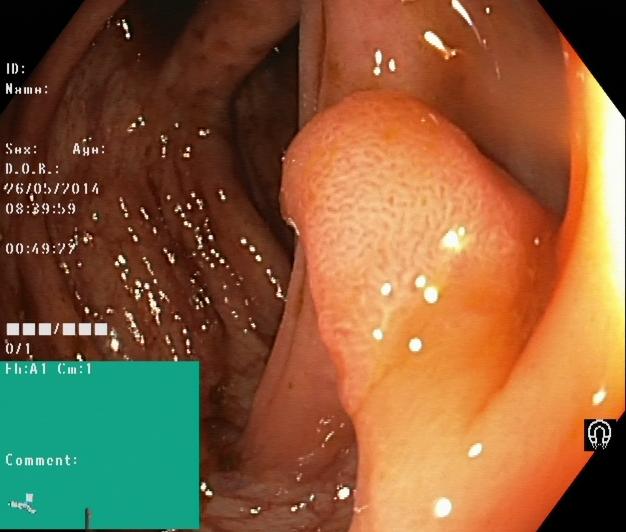 ID:
Name:
Sex: Age:
D.O.B.:
26/05/2014
08:39:59
00:49:27
■■■/■■■
0/1
Eh:A1 Cm:1
Comment: